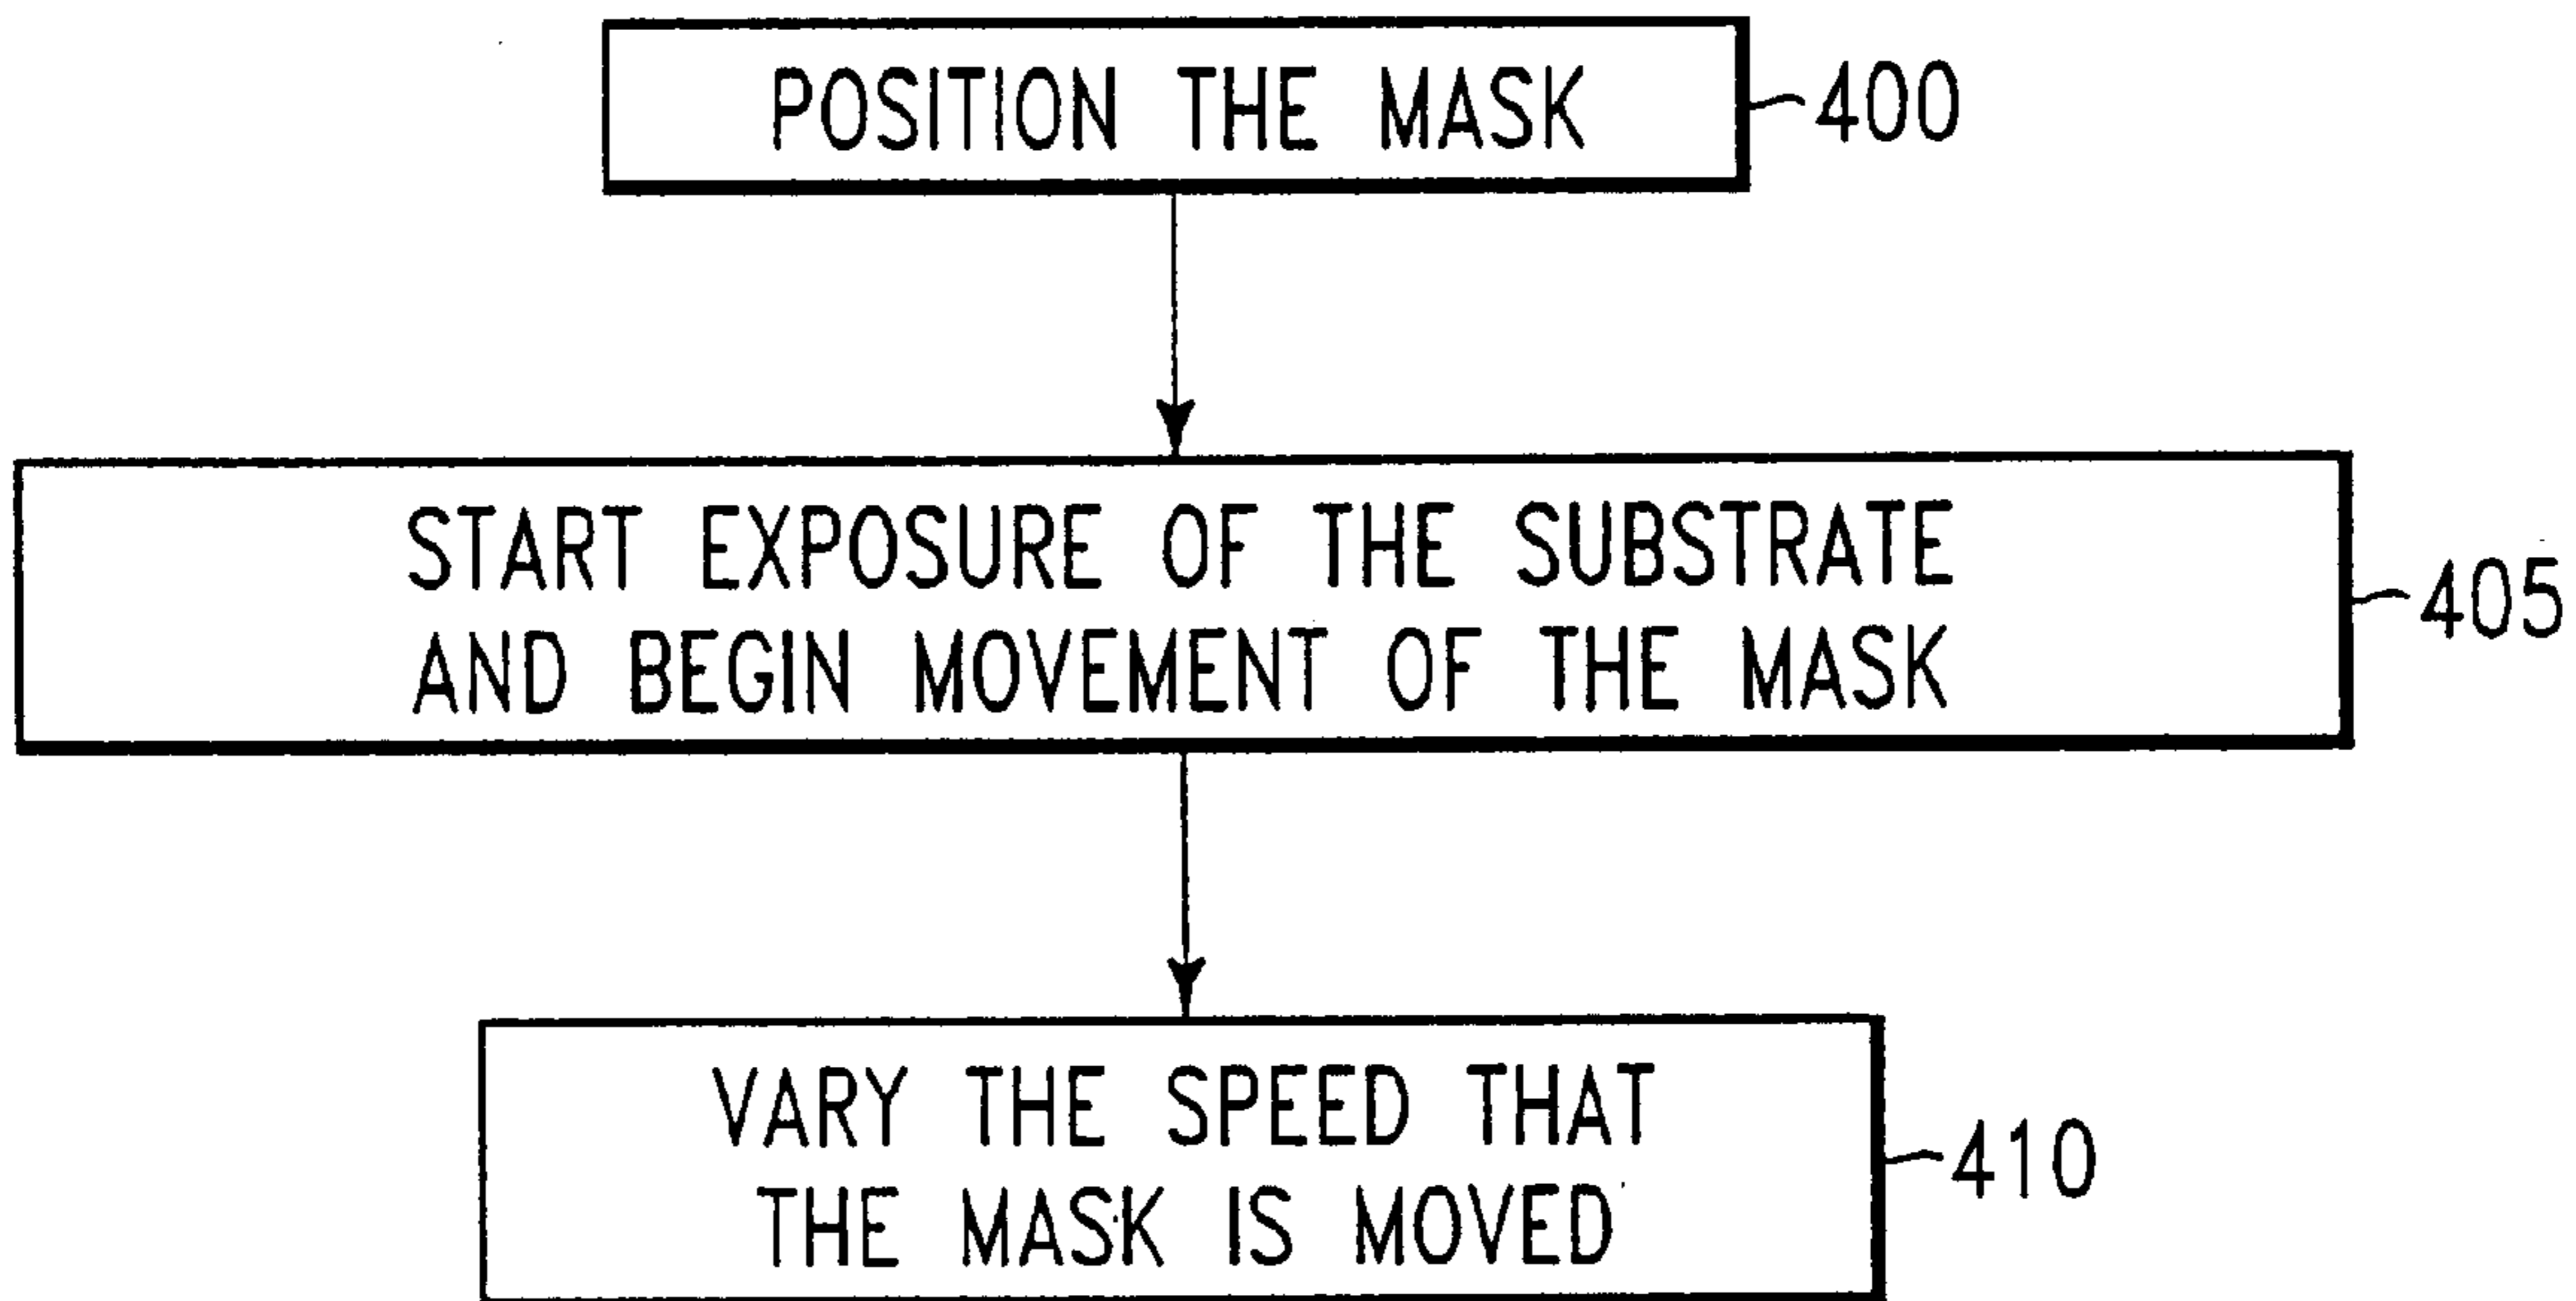 POSITION THE MASK
400
START EXPOSURE OF THE SUBSTRATE
AND BEGIN MOVEMENT OF THE MASK
405
VARY THE SPEED THAT
THE MASK IS MOVED
410